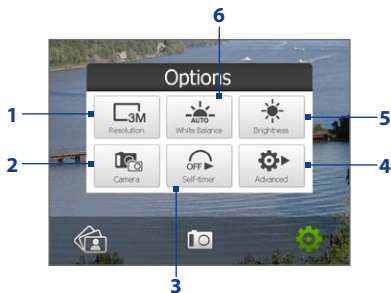 6
Options
1
3M
AUTO
5
Resolution
White Balance
Brightness
2
OFF
4
Camera
Self-timer
Advanced
3